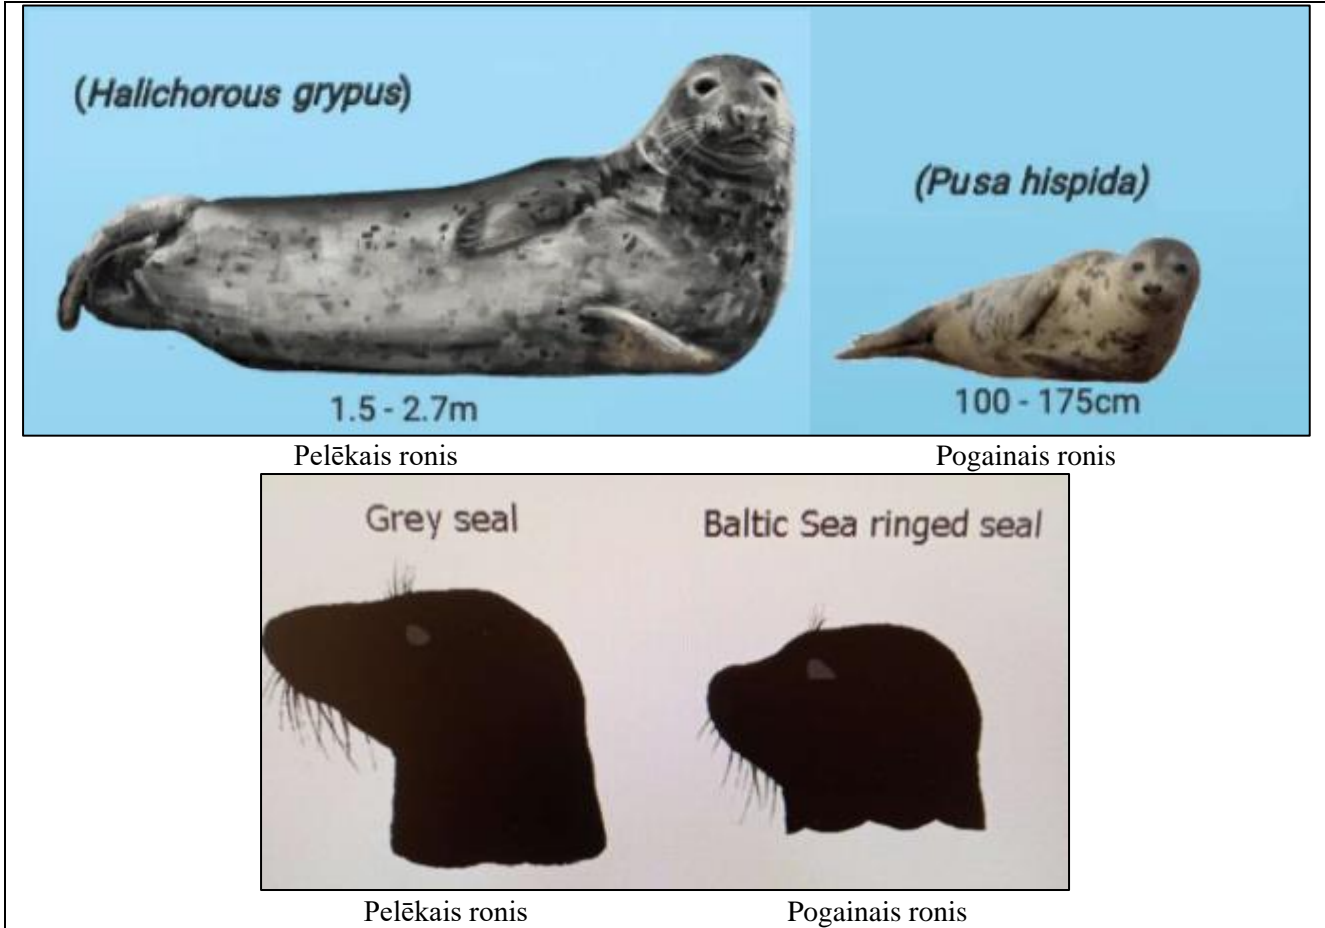 (Halichorous grypus)
(Pusa hispida)
1.5 - 2.7m
100 - 175cm
Pelēkais ronis
Pogainais ronis
Grey seal
Baltic Sea ringed seal
Pelēkais ronis
Pogainais ronis